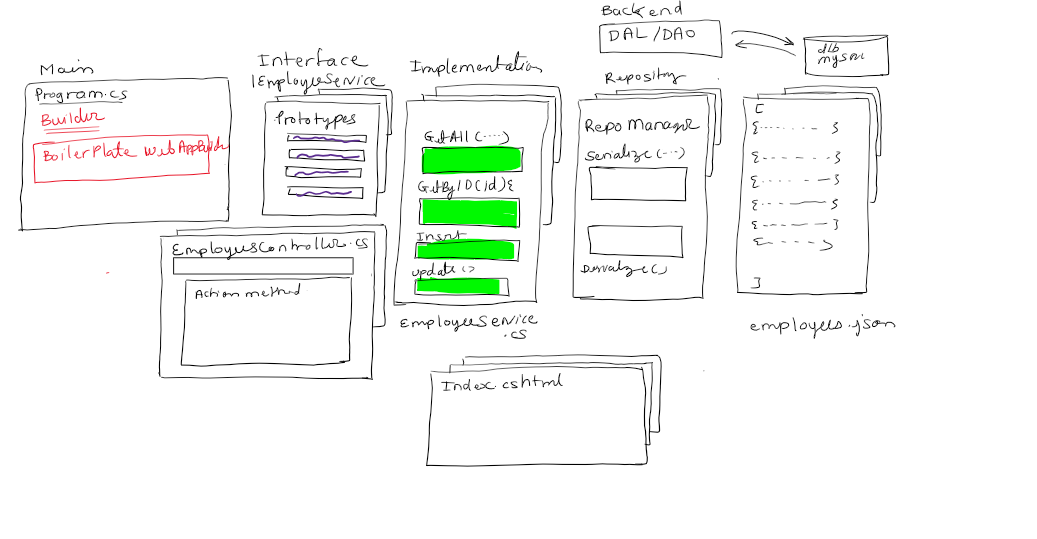 Backend
DAL/DAO
db
mysql
Main
Program.cs
Builder
BoilerPlate WebAppBuilder
Interface
IEmployeeService
Prototypes
Implementation
GetAll (....)
GetByID(id){
Insert
update()
EmployeeService
.cs
Repository
Repo Manager
Serialize(...)
Deserialize()
[
{....... }
{....... }
{....... }
{....... }
{....... }
{....... }
]
employees.json
EmployeesController.cs
Action method
Index.cshtml